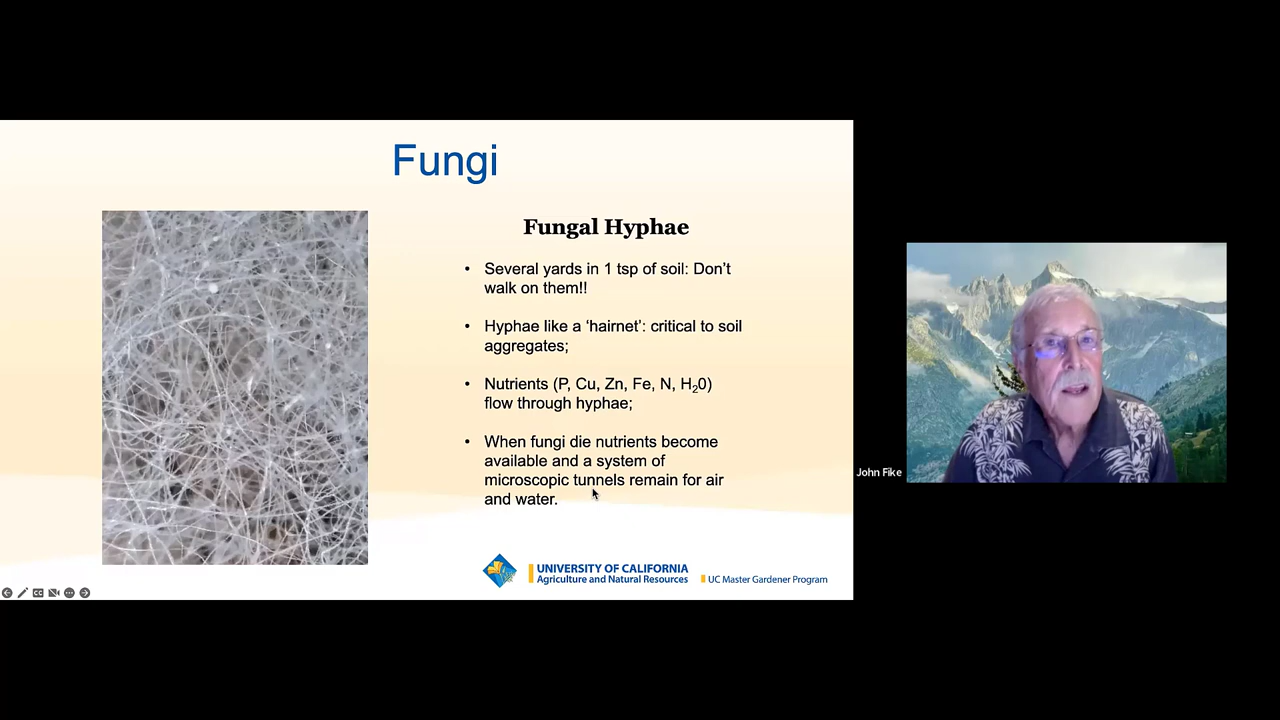 Fungi
Fungal Hyphae
• Several yards in 1 tsp of soil: Don't
walk on them!!
• Hyphae like a 'hairnet': critical to soil
aggregates;
• Nutrients (P, Cu, Zn, Fe, N, H₂0)
flow through hyphae;
• When fungi die nutrients become
available and a system of
microscopic tunnels remain for air
and water.
UNIVERSITY OF CALIFORNIA
Agriculture and Natural Resources
UC Master Gardener Program
John Fike
CC